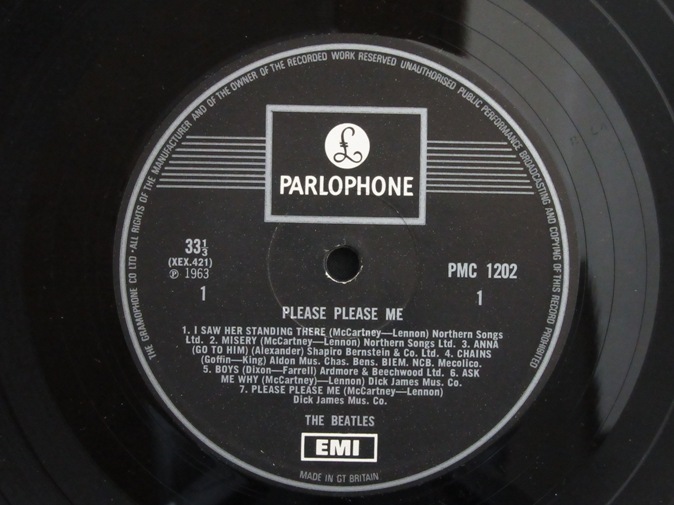 THE GRAMOPHONE CO LTD · ALL RIGHTS OF THE MANUFACTURER AND OF THE OWNER OF THE RECORDED WORK RESERVED UNAUTHORISED PUBLIC PERFORMANCE BROADCASTING AND COPYING OF THIS RECORD PROHIBITED
£
PARLOPHONE
33⅓
(XEX.421)
℗ 1963
1
PMC 1202
1
PLEASE PLEASE ME
1. I SAW HER STANDING THERE (McCartney—Lennon) Northern Songs
Ltd. 2. MISERY (McCartney—Lennon) Northern Songs Ltd. 3. ANNA
(GO TO HIM) (Alexander) Shapiro Bernstein & Co. Ltd. 4. CHAINS
(Goffin—King) Aldon Mus. Chas. Bens. BIEM. NCB. Mecolico.
5. BOYS (Dixon—Farrell) Ardmore & Beechwood Ltd. 6. ASK
ME WHY (McCartney—Lennon) Dick James Mus. Co.
7. PLEASE PLEASE ME (McCartney—Lennon)
Dick James Mus. Co.
THE BEATLES
EMI
MADE IN GT BRITAIN